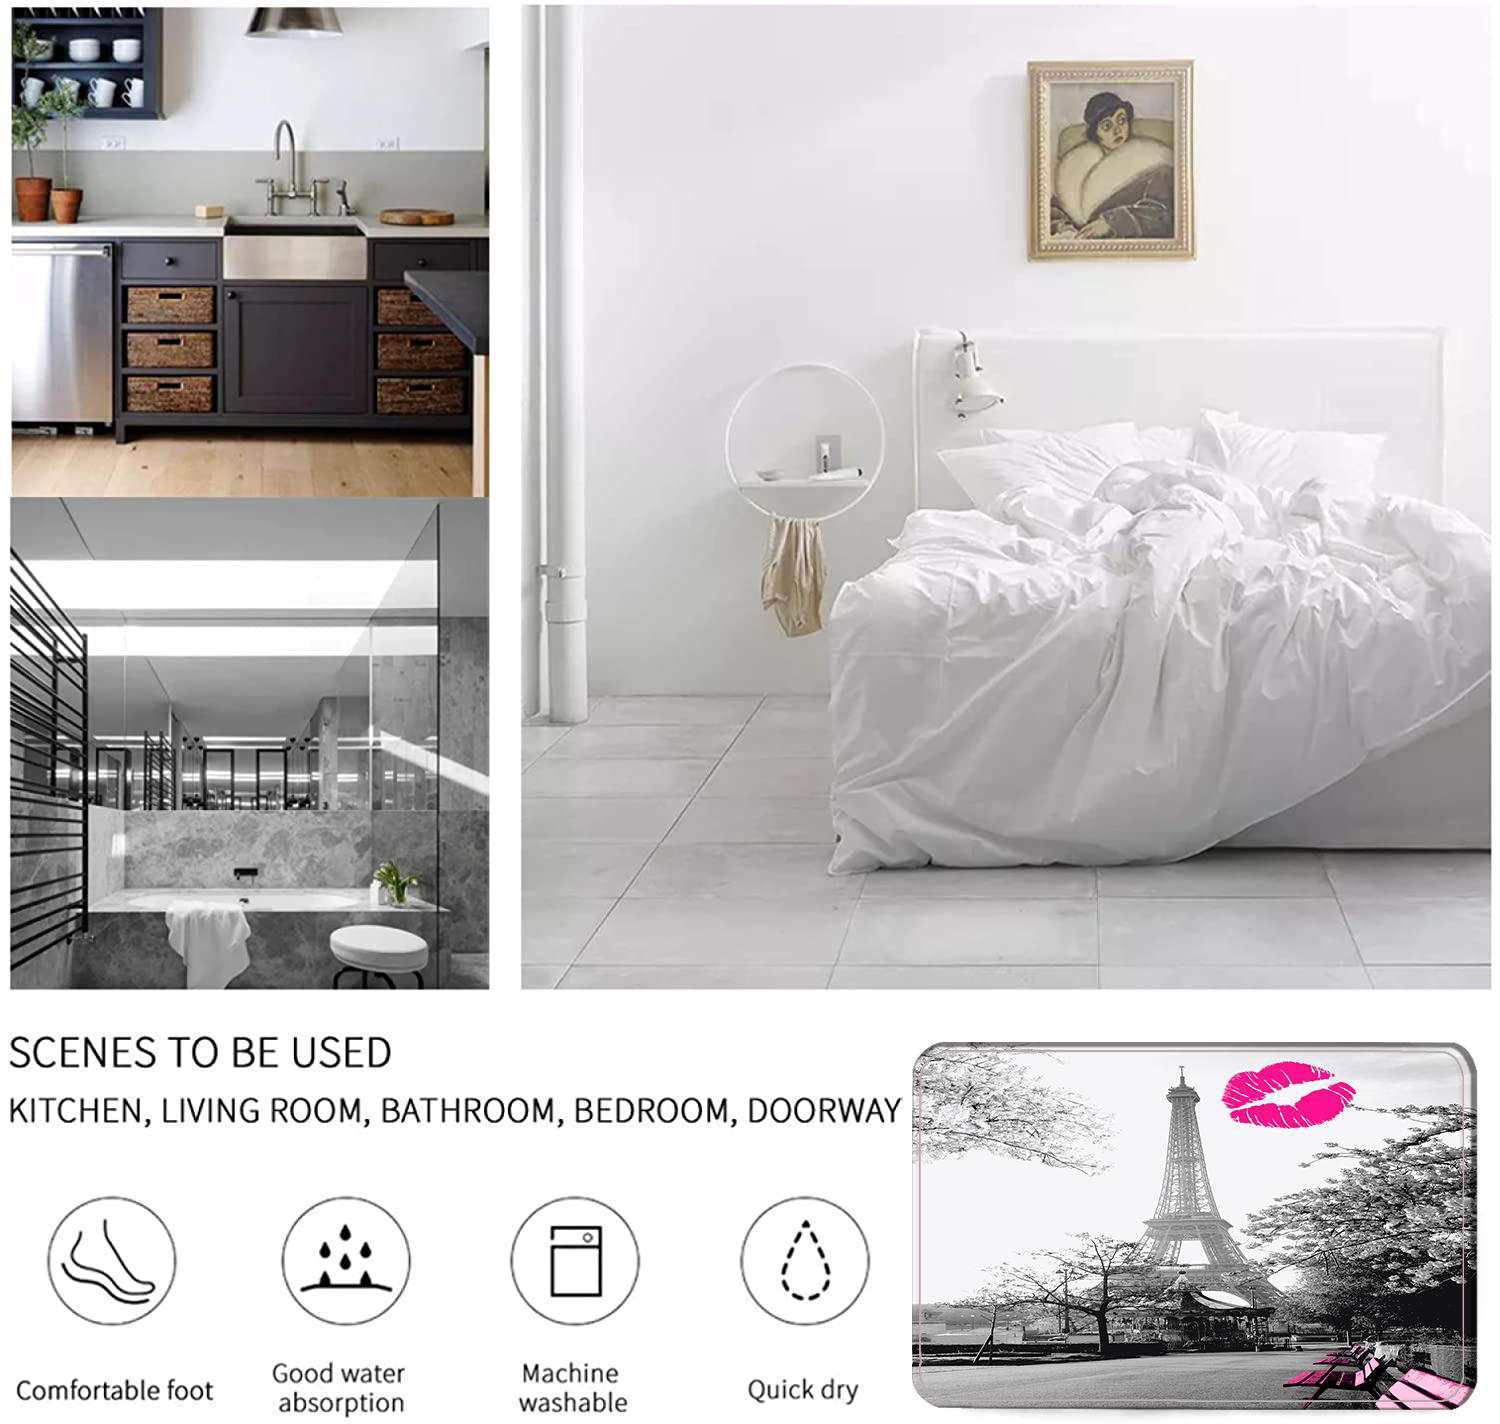 SCENES TO BE USED
KITCHEN, LIVING ROOM, BATHROOM, BEDROOM, DOORWAY
Comfortable foot
Good water
absorption
Machine
washable
Quick dry